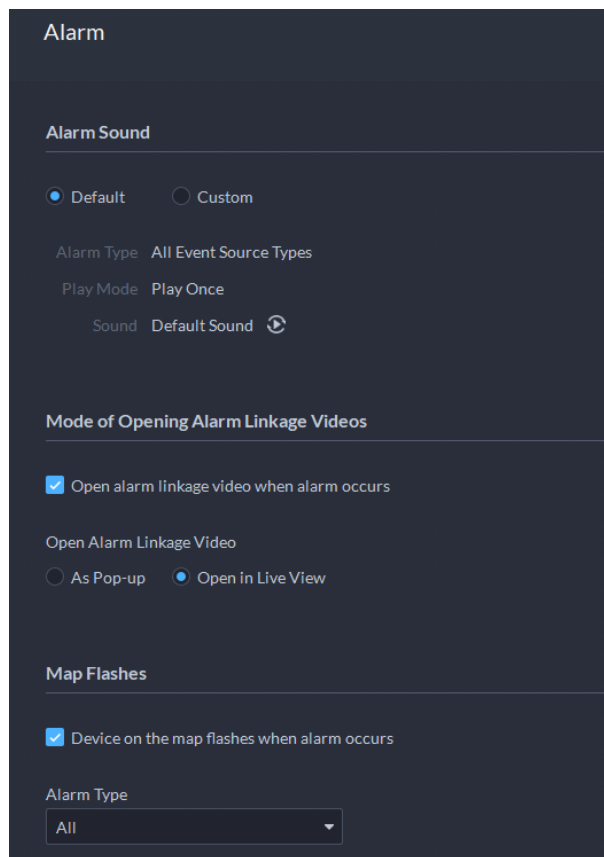 Alarm
Alarm Sound
Default Custom
Alarm Type All Event Source Types
Play Mode Play Once
Sound Default Sound
Mode of Opening Alarm Linkage Videos
Open alarm linkage video when alarm occurs
Open Alarm Linkage Video
As Pop-up Open in Live View
Map Flashes
Device on the map flashes when alarm occurs
Alarm Type
All